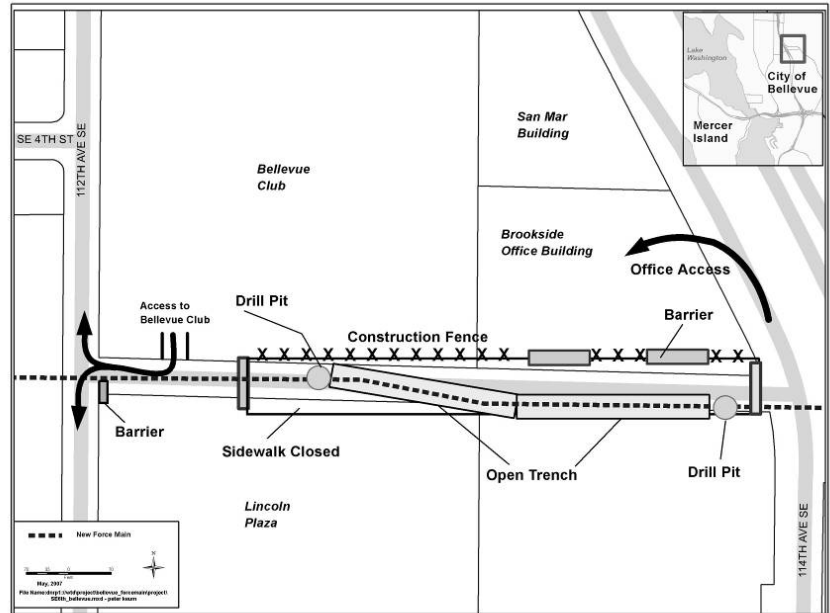 Lake
Washington
City of
Bellevue
Mercer
Island
SE 4TH ST
112TH AVE SE
San Mar
Building
Bellevue
Club
Brookside
Office Building
Office Access
Access to
Bellevue Club
Drill Pit
Construction Fence
Barrier
Barrier
Sidewalk Closed
Open Trench
Drill Pit
Lincoln
Plaza
114TH AVE SE
New Force Main
N
Feet
May, 2007